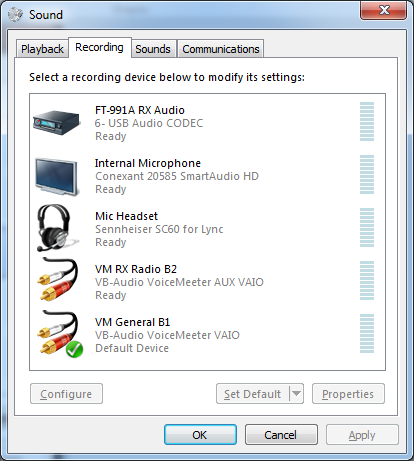 Sound
Playback Recording Sounds Communications
Select a recording device below to modify its settings:
FT-991A RX Audio
6- USB Audio CODEC
Ready
Internal Microphone
Conexant 20585 SmartAudio HD
Ready
Mic Headset
Sennheiser SC60 for Lync
Ready
VM RX Radio B2
VB-Audio VoiceMeeter AUX VAIO
Ready
VM General B1
VB-Audio VoiceMeeter VAIO
Default Device
Configure Set Default Properties
OK Cancel Apply